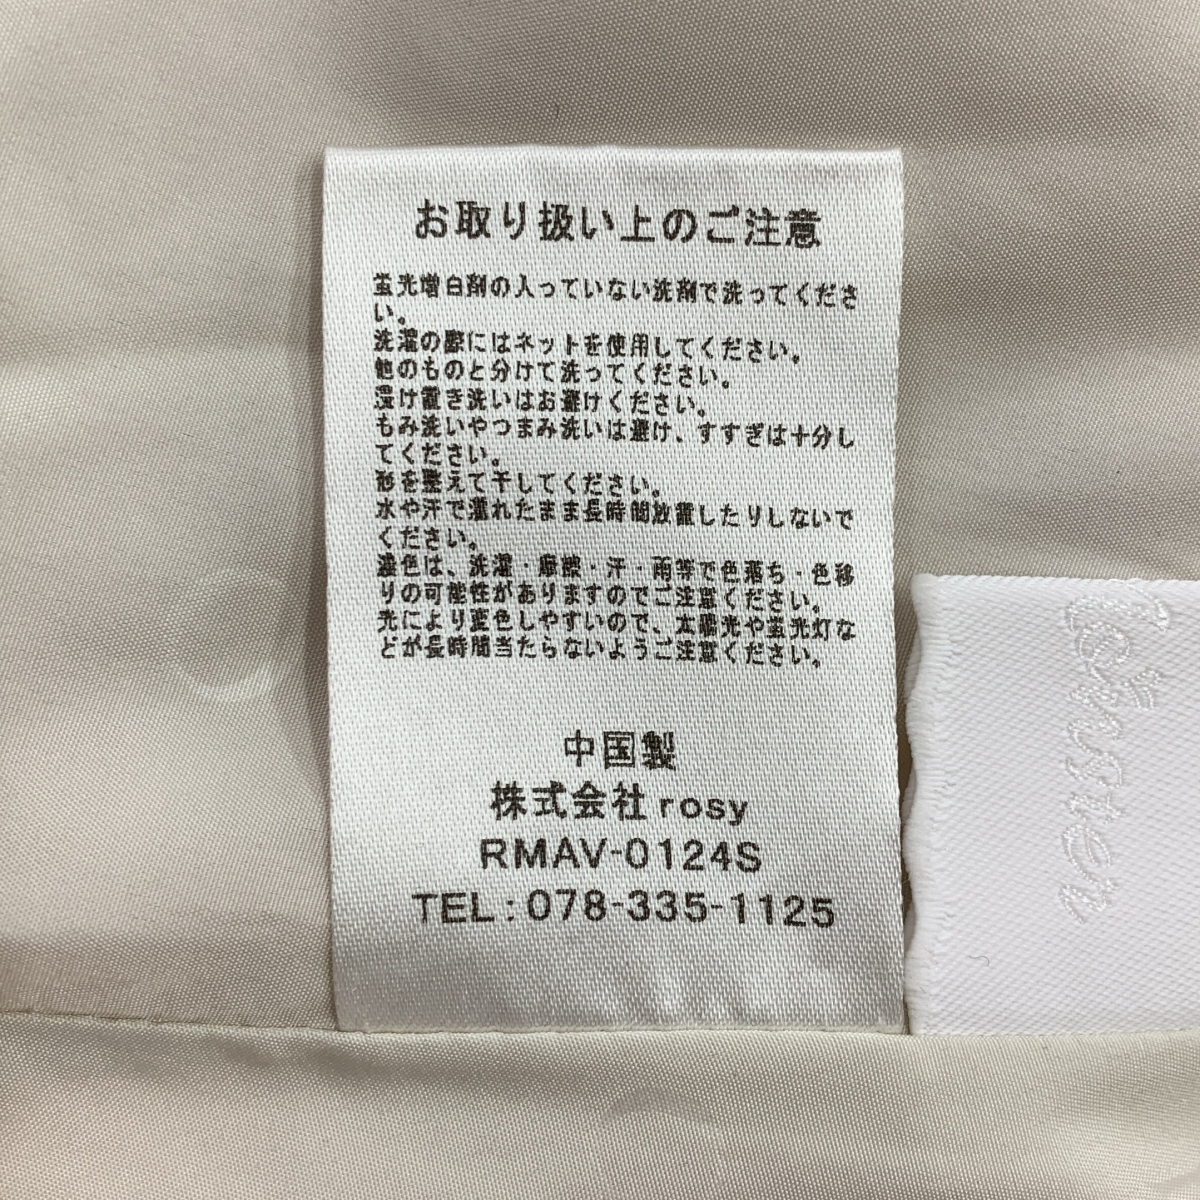 お取り扱い上のご注意
蛍光増白剤の入っていない洗剤で洗ってくださ
い。
洗濯の際にはネットを使用してください。
他のものと分けて洗ってください。
浸け置き洗いはお避けください。
もみ洗いやつまみ洗いは避け、すすぎは十分し
てください。
形を整えて干してください。
水や汗で濡れたまま長時間放置したりしないで
ください。
濃色は、洗濯・摩擦・汗・雨等で色落ち・色移
りの可能性がありますのでご注意ください。
光により変色しやすいので、太陽光や蛍光灯な
どが長時間当たらないようご注意ください。
中国製
株式会社rosy
RMAV-0124S
TEL:078-335-1125